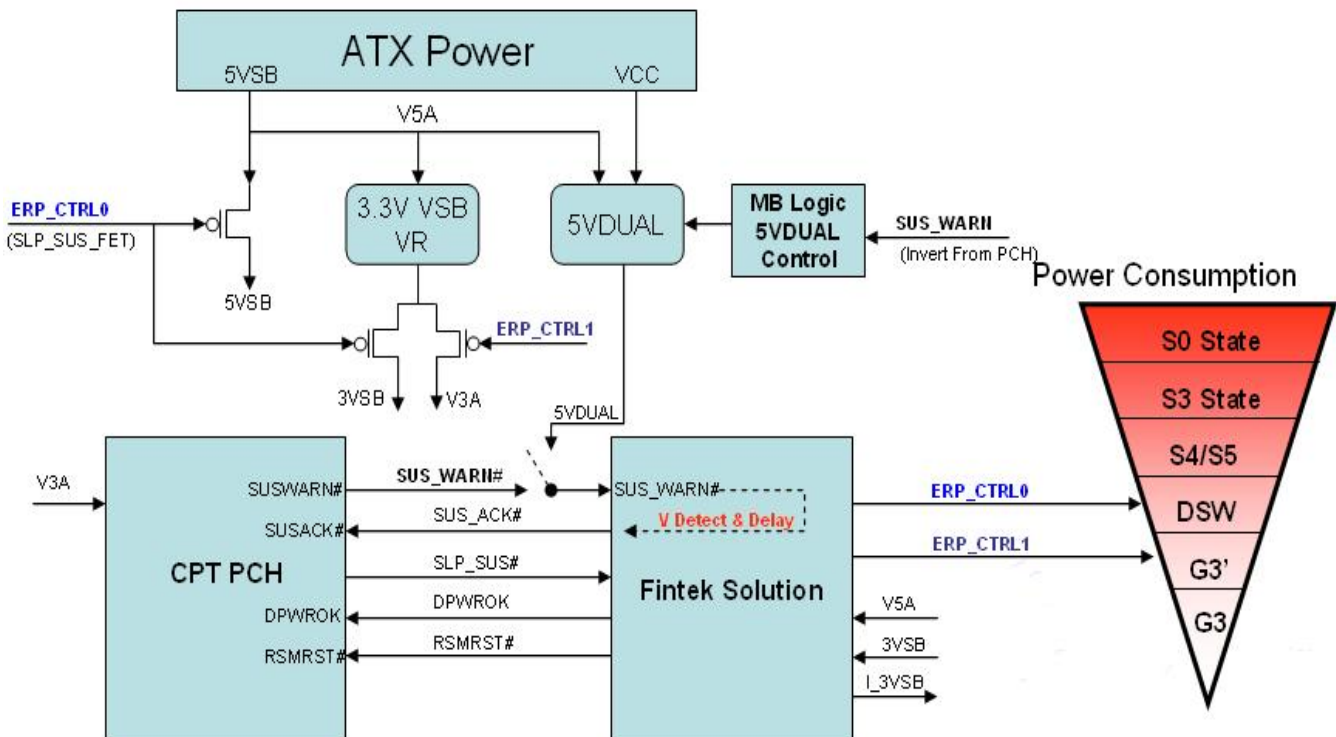 ATX Power
5VSB
VCC
V5A
ERP_CTRL0
(SLP_SUS_FET)
3.3V VSB
VR
5VDUAL
MB Logic
5VDUAL
Control
SUS_WARN
(Invert From PCH)
5VSB
ERP_CTRL1
3VSB
V3A
5VDUAL
Power Consumption
S0 State
S3 State
S4/S5
DSW
G3'
G3
V3A
CPT PCH
SUSWARN#
SUSACK#
DPWROK
RSMRST#
SUS_WARN#
SUS_ACK#
SLP_SUS#
DPWROK
RSMRST#
SUS_WARN#
V Detect & Delay
Fintek Solution
ERP_CTRL0
ERP_CTRL1
V5A
3VSB
I_3VSB